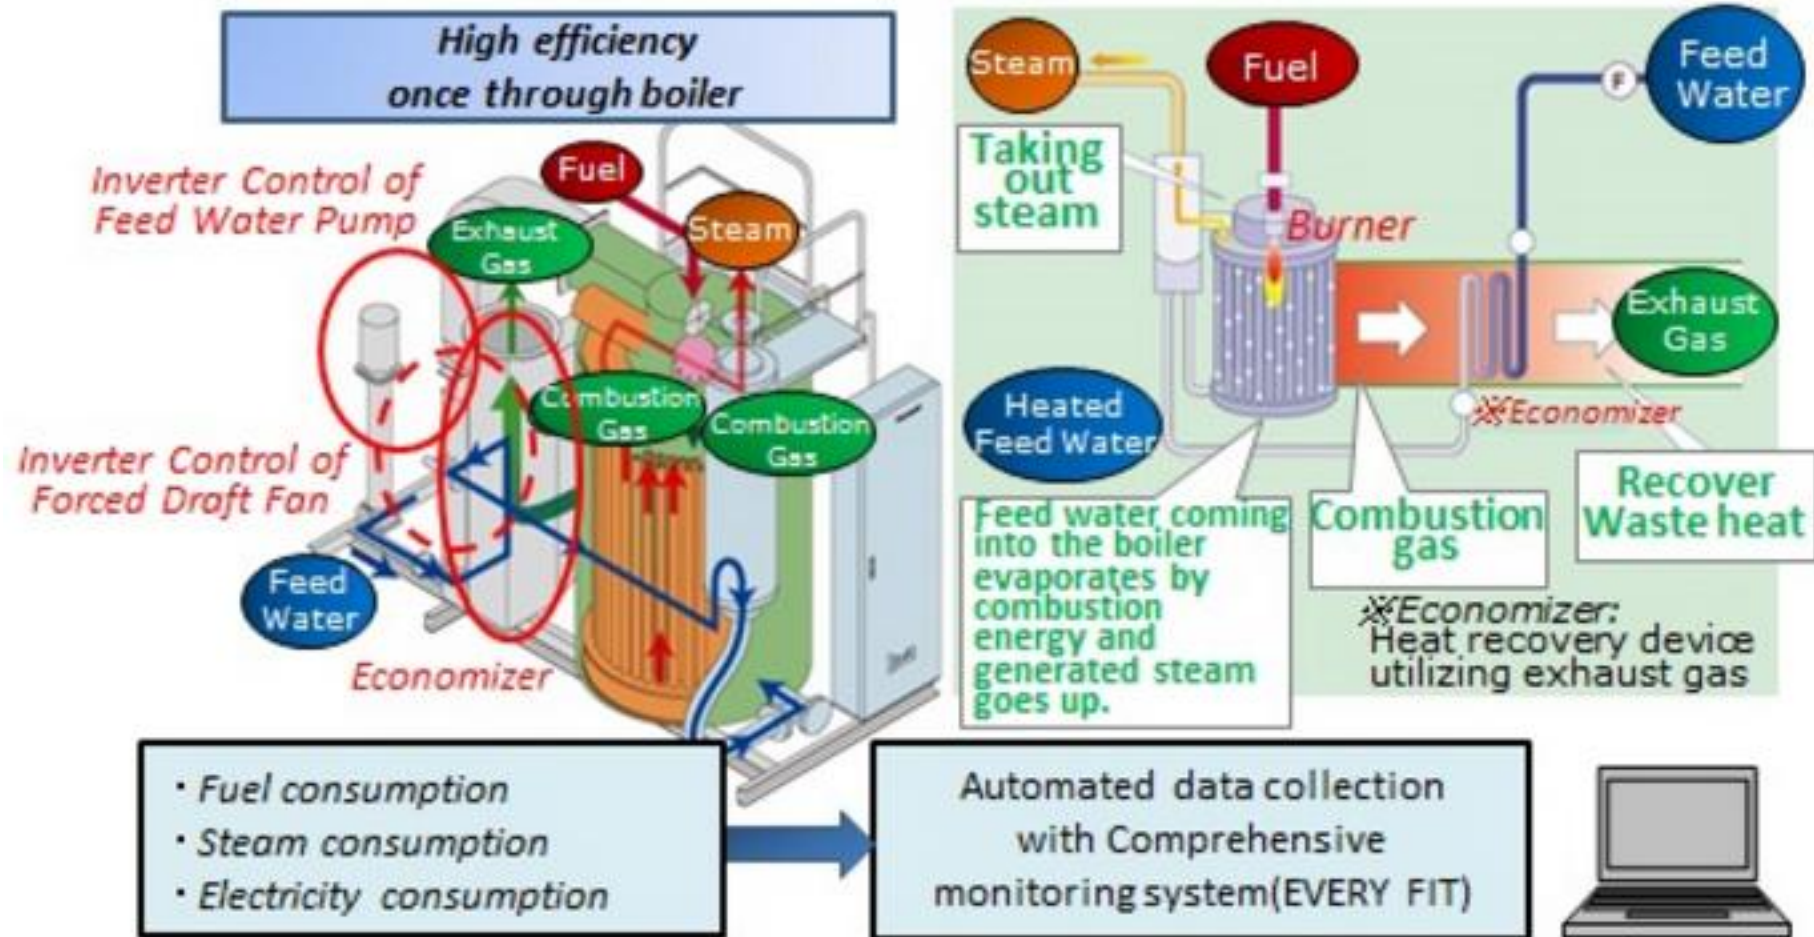 High efficiency
once through boiler
Inverter Control of
Feed Water Pump
Fuel
Exhaust
Gas
Steam
Combustion
Gas
Combustion
Gas
Inverter Control of
Forced Draft Fan
Feed
Water
Economizer
Steam
Fuel
F
Feed
Water
Taking
out
steam
Burner
Exhaust
Gas
Heated
Feed Water
※Economizer
Feed water coming
into the boiler
evaporates by
combustion
energy and
generated steam
goes up.
Combustion
gas
Recover
Waste heat
※Economizer:
Heat recovery device
utilizing exhaust gas
・Fuel consumption
・Steam consumption
・Electricity consumption
Automated data collection
with Comprehensive
monitoring system(EVERY FIT)